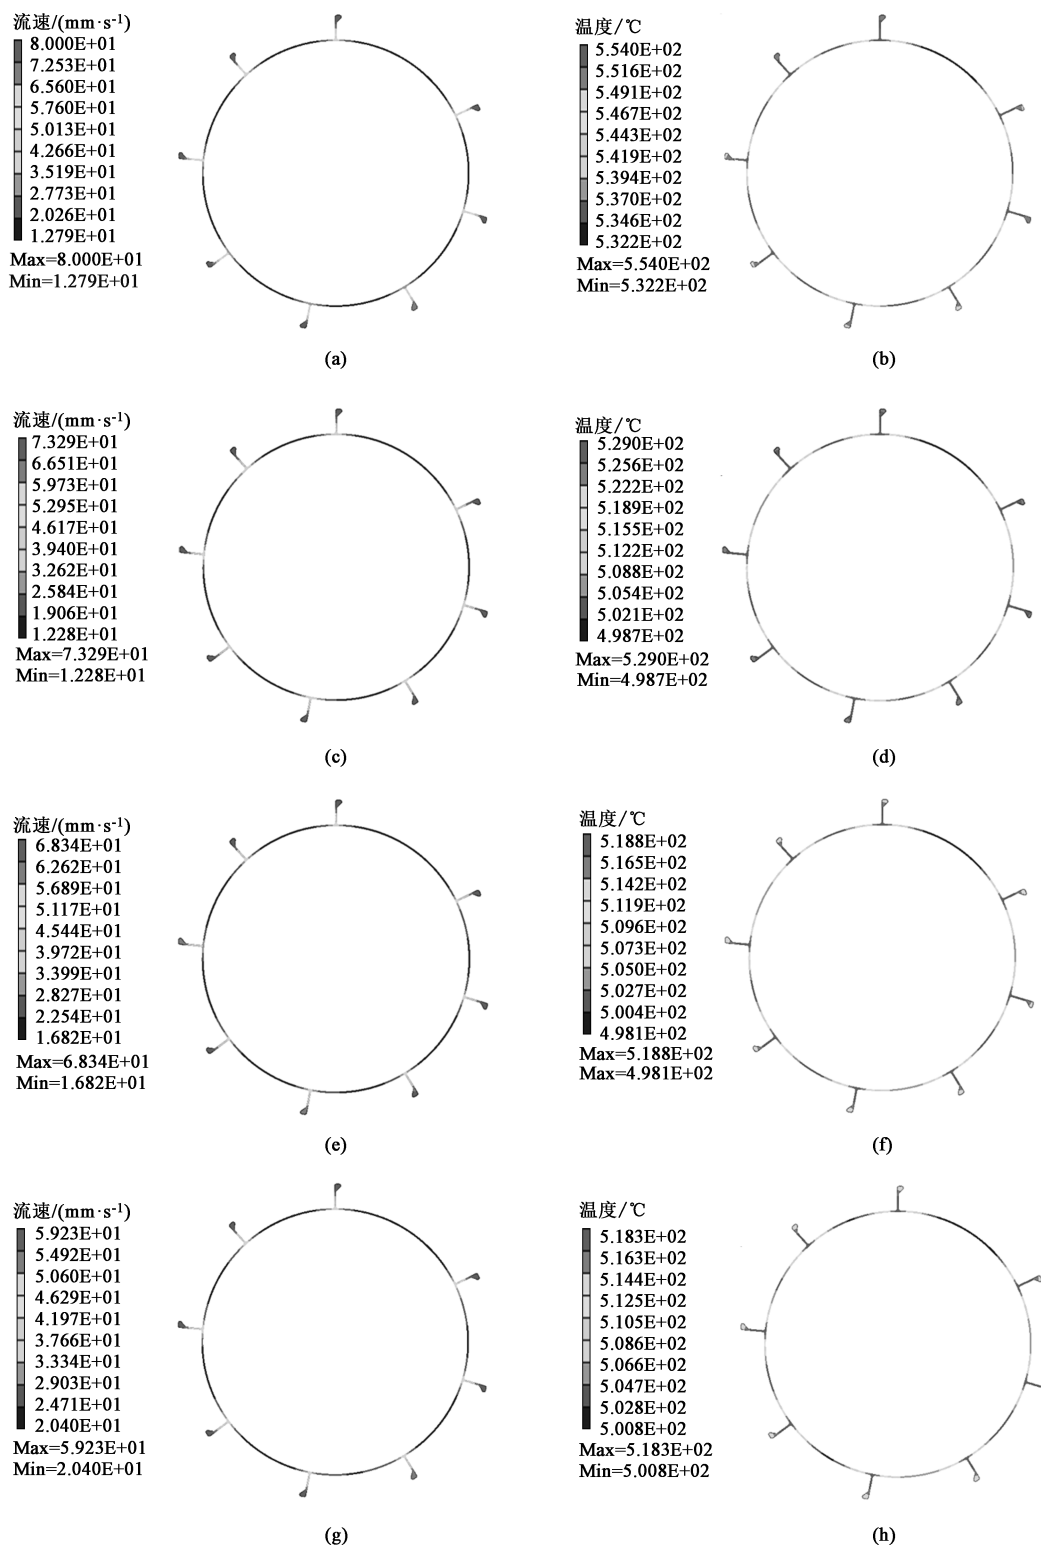 流速/(mm·s⁻¹)
8.000E+01
7.253E+01
6.560E+01
5.760E+01
5.013E+01
4.266E+01
3.519E+01
2.773E+01
2.026E+01
1.279E+01
Max=8.000E+01
Min=1.279E+01
(a)
温度/℃
5.540E+02
5.516E+02
5.491E+02
5.467E+02
5.443E+02
5.419E+02
5.394E+02
5.370E+02
5.346E+02
5.322E+02
Max=5.540E+02
Min=5.322E+02
(b)
流速/(mm·s⁻¹)
7.329E+01
6.651E+01
5.973E+01
5.295E+01
4.617E+01
3.940E+01
3.262E+01
2.584E+01
1.906E+01
1.228E+01
Max=7.329E+01
Min=1.228E+01
(c)
温度/℃
5.290E+02
5.256E+02
5.222E+02
5.189E+02
5.155E+02
5.122E+02
5.088E+02
5.054E+02
5.021E+02
4.987E+02
Max=5.290E+02
Min=4.987E+02
(d)
流速/(mm·s⁻¹)
6.834E+01
6.262E+01
5.689E+01
5.117E+01
4.544E+01
3.972E+01
3.399E+01
2.827E+01
2.254E+01
1.682E+01
Max=6.834E+01
Min=1.682E+01
(e)
温度/℃
5.188E+02
5.165E+02
5.142E+02
5.119E+02
5.096E+02
5.073E+02
5.050E+02
5.027E+02
5.004E+02
4.981E+02
Max=5.188E+02
Max=4.981E+02
(f)
流速/(mm·s⁻¹)
5.923E+01
5.492E+01
5.060E+01
4.629E+01
4.197E+01
3.766E+01
3.334E+01
2.903E+01
2.471E+01
2.040E+01
Max=5.923E+01
Min=2.040E+01
(g)
温度/℃
5.183E+02
5.163E+02
5.144E+02
5.125E+02
5.105E+02
5.086E+02
5.066E+02
5.047E+02
5.028E+02
5.008E+02
Max=5.183E+02
Min=5.008E+02
(h)